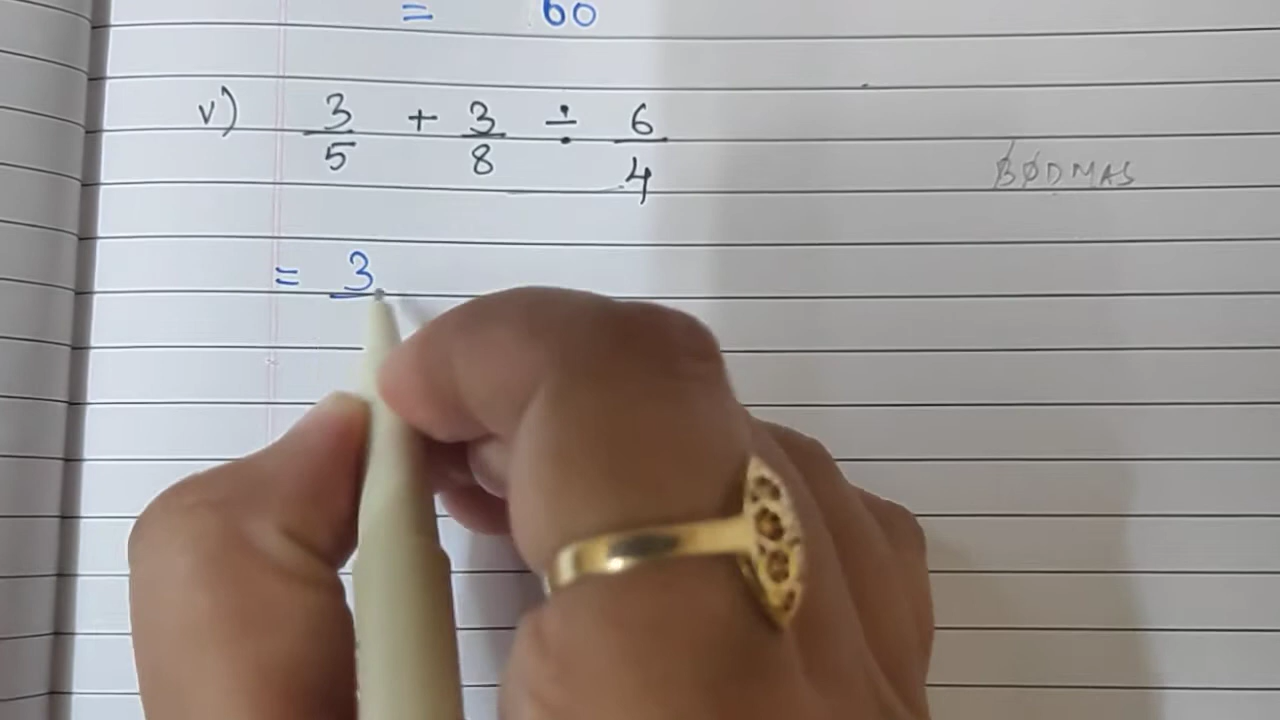 = 60
v) 3/5 + 3/8 ÷ 6/4
BODMAS
= 3